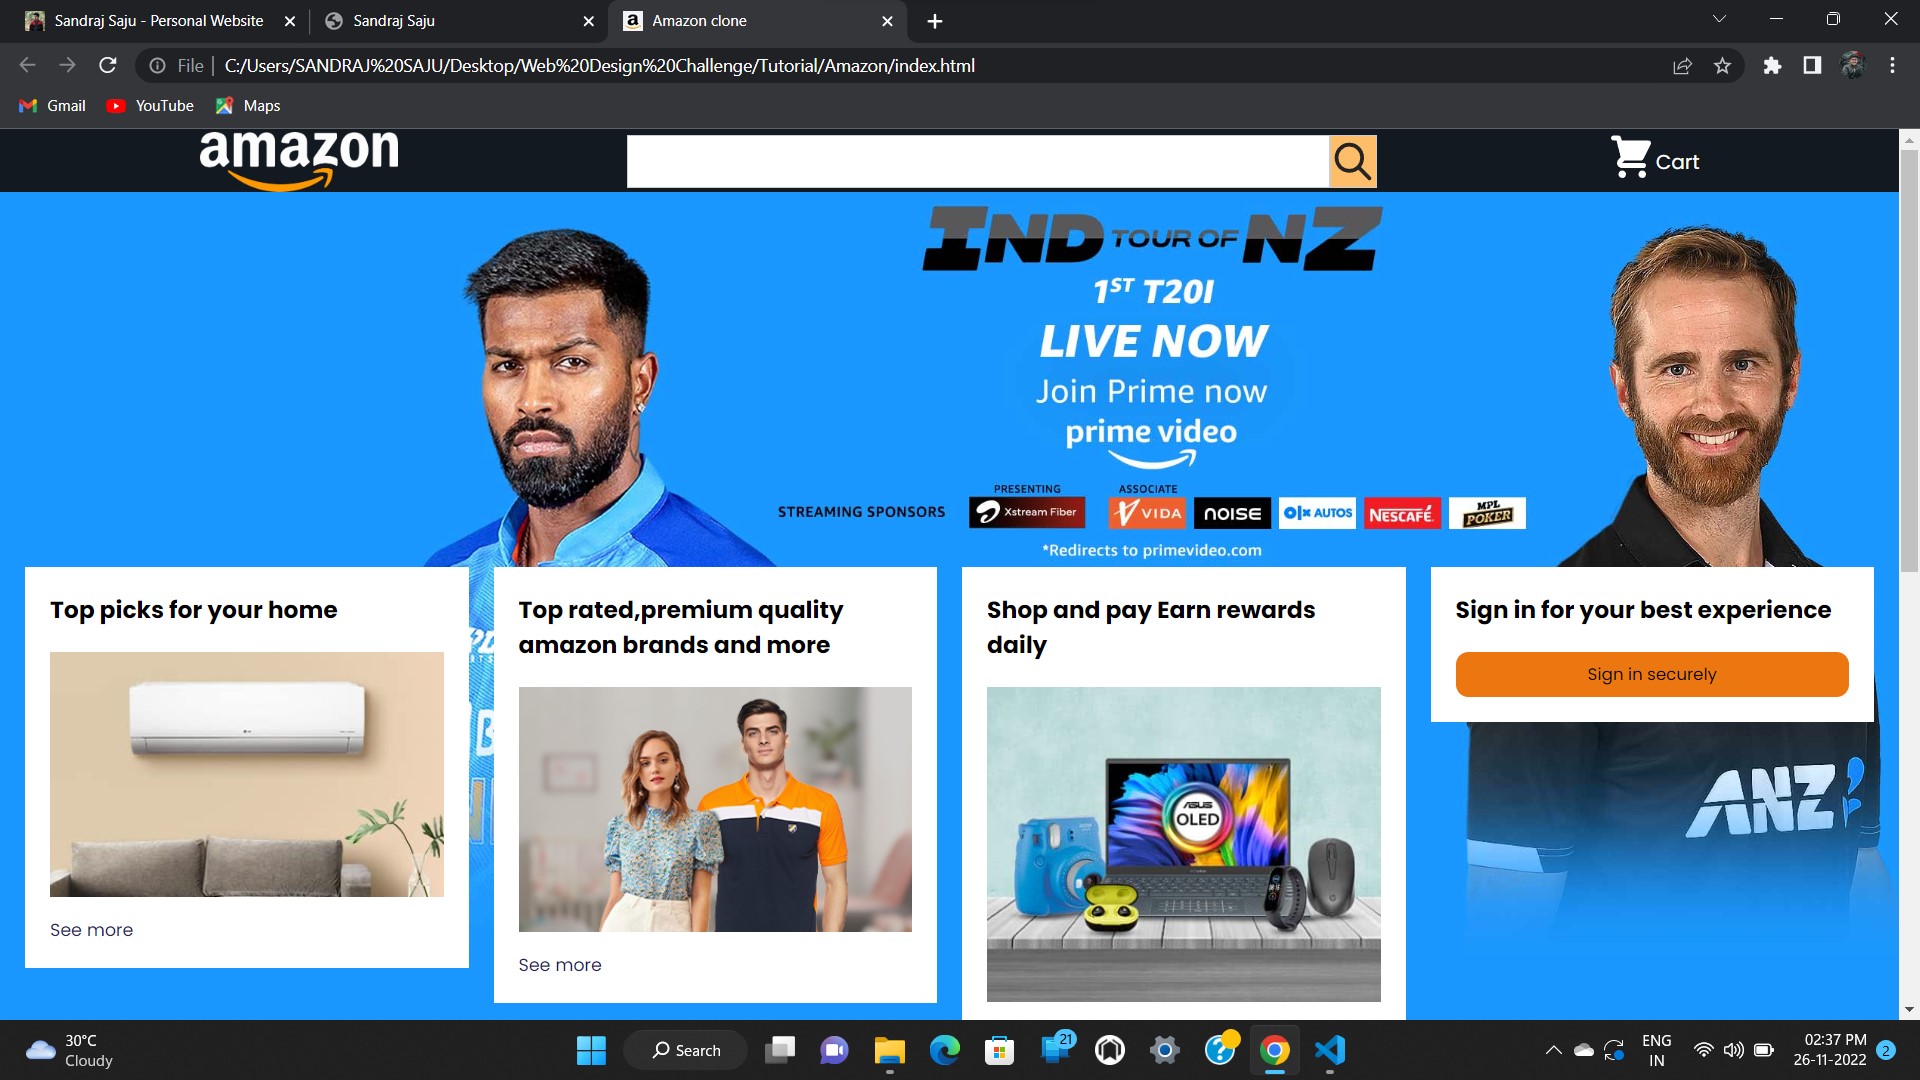 Sandraj Saju - Personal Website
Sandraj Saju
Amazon clone
File
C:/Users/SANDRAJ%20SAJU/Desktop/Web%20Design%20Challenge/Tutorial/Amazon/index.html
Gmail
YouTube
Maps
amazon
Cart
IND TOUR OF NZ
1ST T20I
LIVE NOW
Join Prime now
prime video
STREAMING SPONSORS
PRESENTING
Xstream Fiber
ASSOCIATE
VIDA
noise
olx AUTOS
NESCAFÉ.
MPL
POKER
*Redirects to primevideo.com
Top picks for your home
LG
See more
Top rated,premium quality
amazon brands and more
See more
Shop and pay Earn rewards
daily
ASUS
OLED
Sign in for your best experience
Sign in securely
ANZ
30°C
Cloudy
Search
21
ENG
IN
02:37 PM
26-11-2022
2